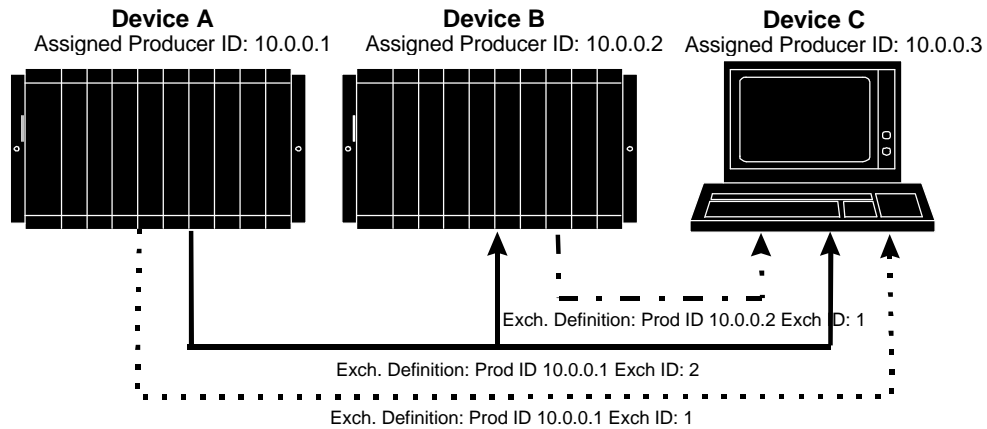 Device A
Assigned Producer ID: 10.0.0.1
Device B
Assigned Producer ID: 10.0.0.2
Device C
Assigned Producer ID: 10.0.0.3
Exch. Definition: Prod ID 10.0.0.2 Exch ID: 1
Exch. Definition: Prod ID 10.0.0.1 Exch ID: 2
Exch. Definition: Prod ID 10.0.0.1 Exch ID: 1